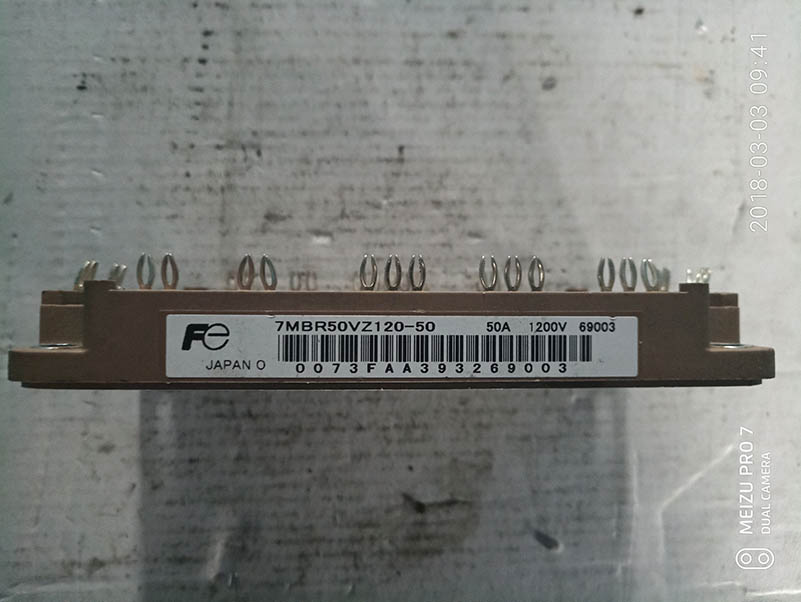 Fe
7MBR50VZ120-50 50A 1200V 69003
JAPAN O
0073FAA393269003
2018-03-03 09:41
MEIZU PRO 7
DUAL CAMERA